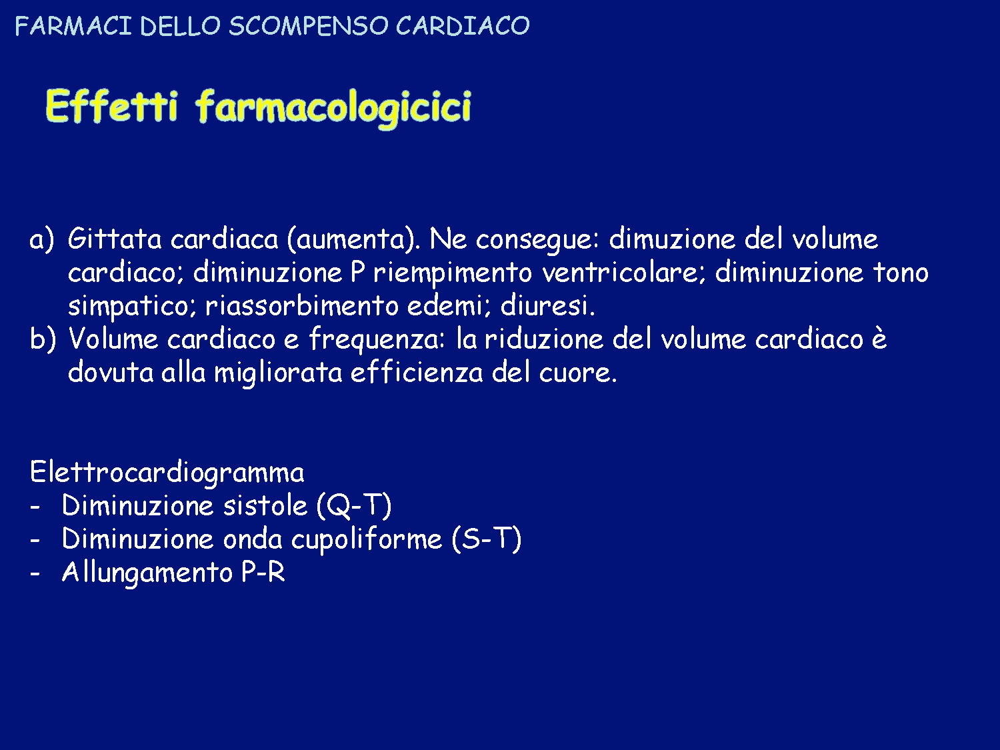 FARMACI DELLO SCOMPENSO CARDIACO
Effetti farmacologicici
a) Gittata cardiaca (aumenta). Ne consegue: dimuzione del volume
cardiaco; diminuzione P riempimento ventricolare; diminuzione tono
simpatico; riassorbimento edemi; diuresi.
b) Volume cardiaco e frequenza: la riduzione del volume cardiaco è
dovuta alla migliorata efficienza del cuore.
Elettrocardiogramma
- Diminuzione sistole (Q-T)
- Diminuzione onda cupoliforme (S-T)
- Allungamento P-R